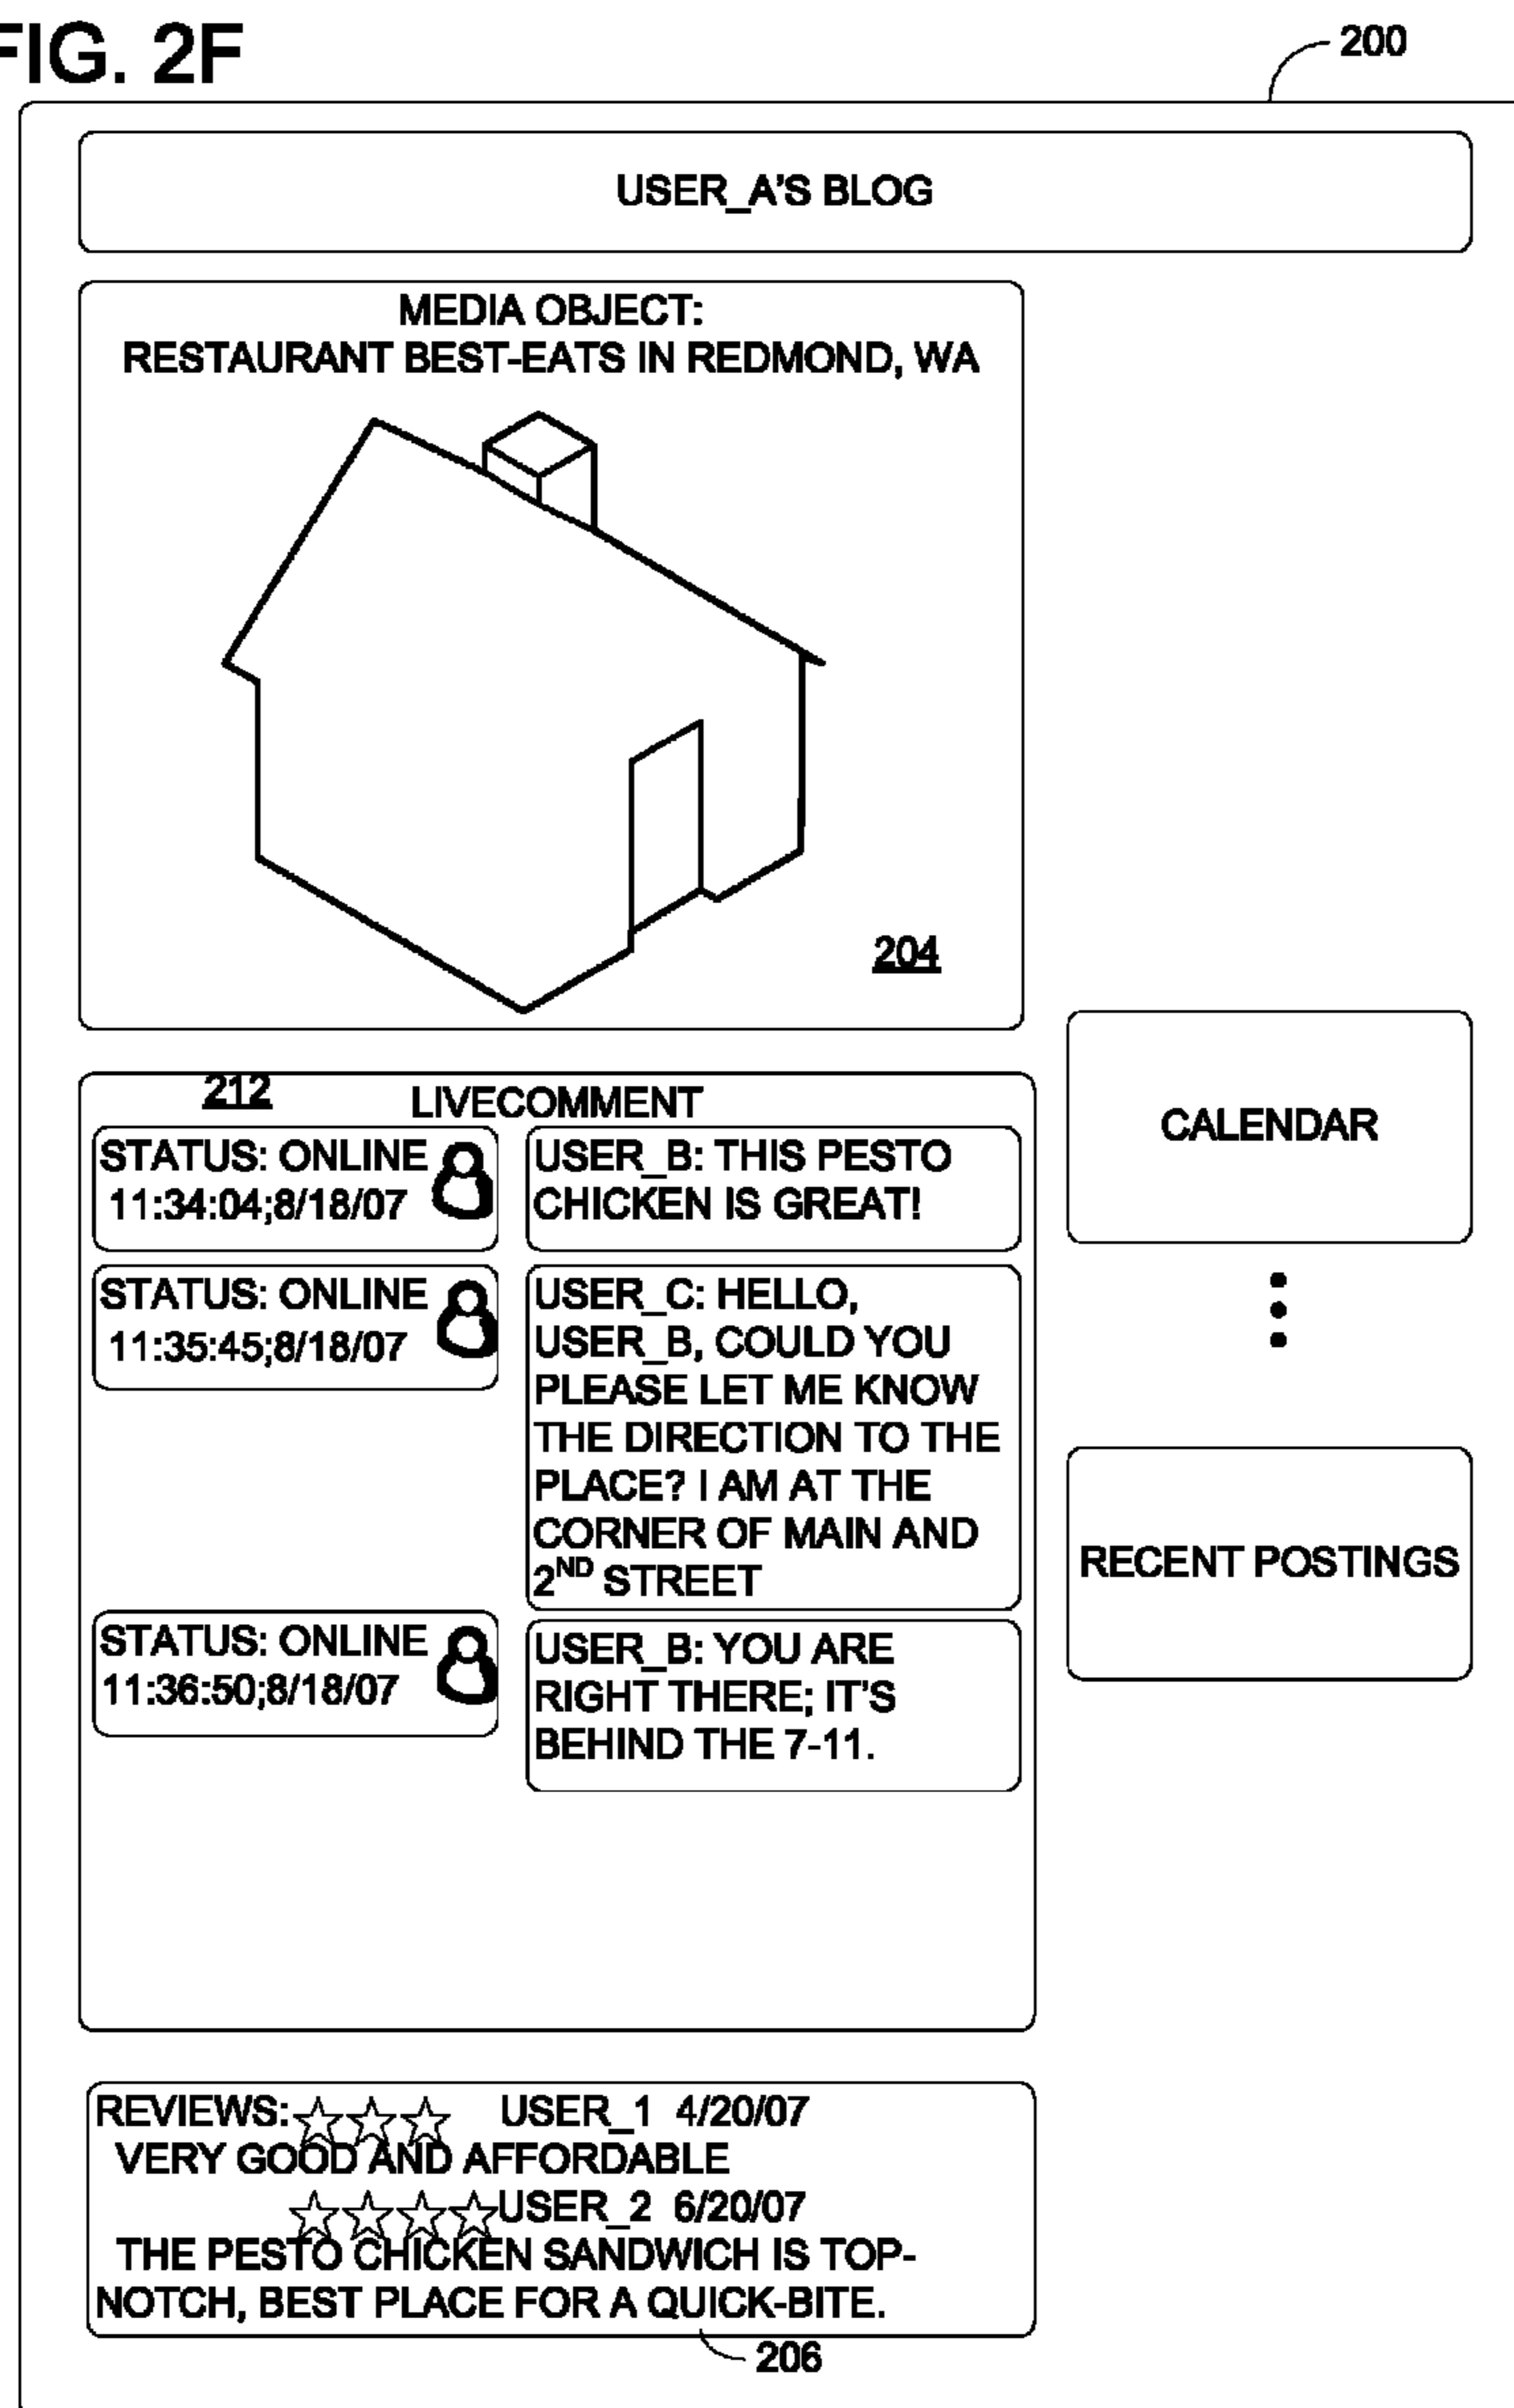 FIG. 2F
200
USER_A'S BLOG
MEDIA OBJECT:
RESTAURANT BEST-EATS IN REDMOND, WA
204
212
LIVECOMMENT
STATUS: ONLINE
11:34:04;8/18/07
USER_B: THIS PESTO
CHICKEN IS GREAT!
STATUS: ONLINE
11:35:45;8/18/07
USER_C: HELLO,
USER_B, COULD YOU
PLEASE LET ME KNOW
THE DIRECTION TO THE
PLACE? I AM AT THE
CORNER OF MAIN AND
2ND STREET
STATUS: ONLINE
11:36:50;8/18/07
USER_B: YOU ARE
RIGHT THERE; IT'S
BEHIND THE 7-11.
CALENDAR
RECENT POSTINGS
REVIEWS: USER_1 4/20/07
VERY GOOD AND AFFORDABLE
USER_2 6/20/07
THE PESTO CHICKEN SANDWICH IS TOP-
NOTCH, BEST PLACE FOR A QUICK-BITE.
206